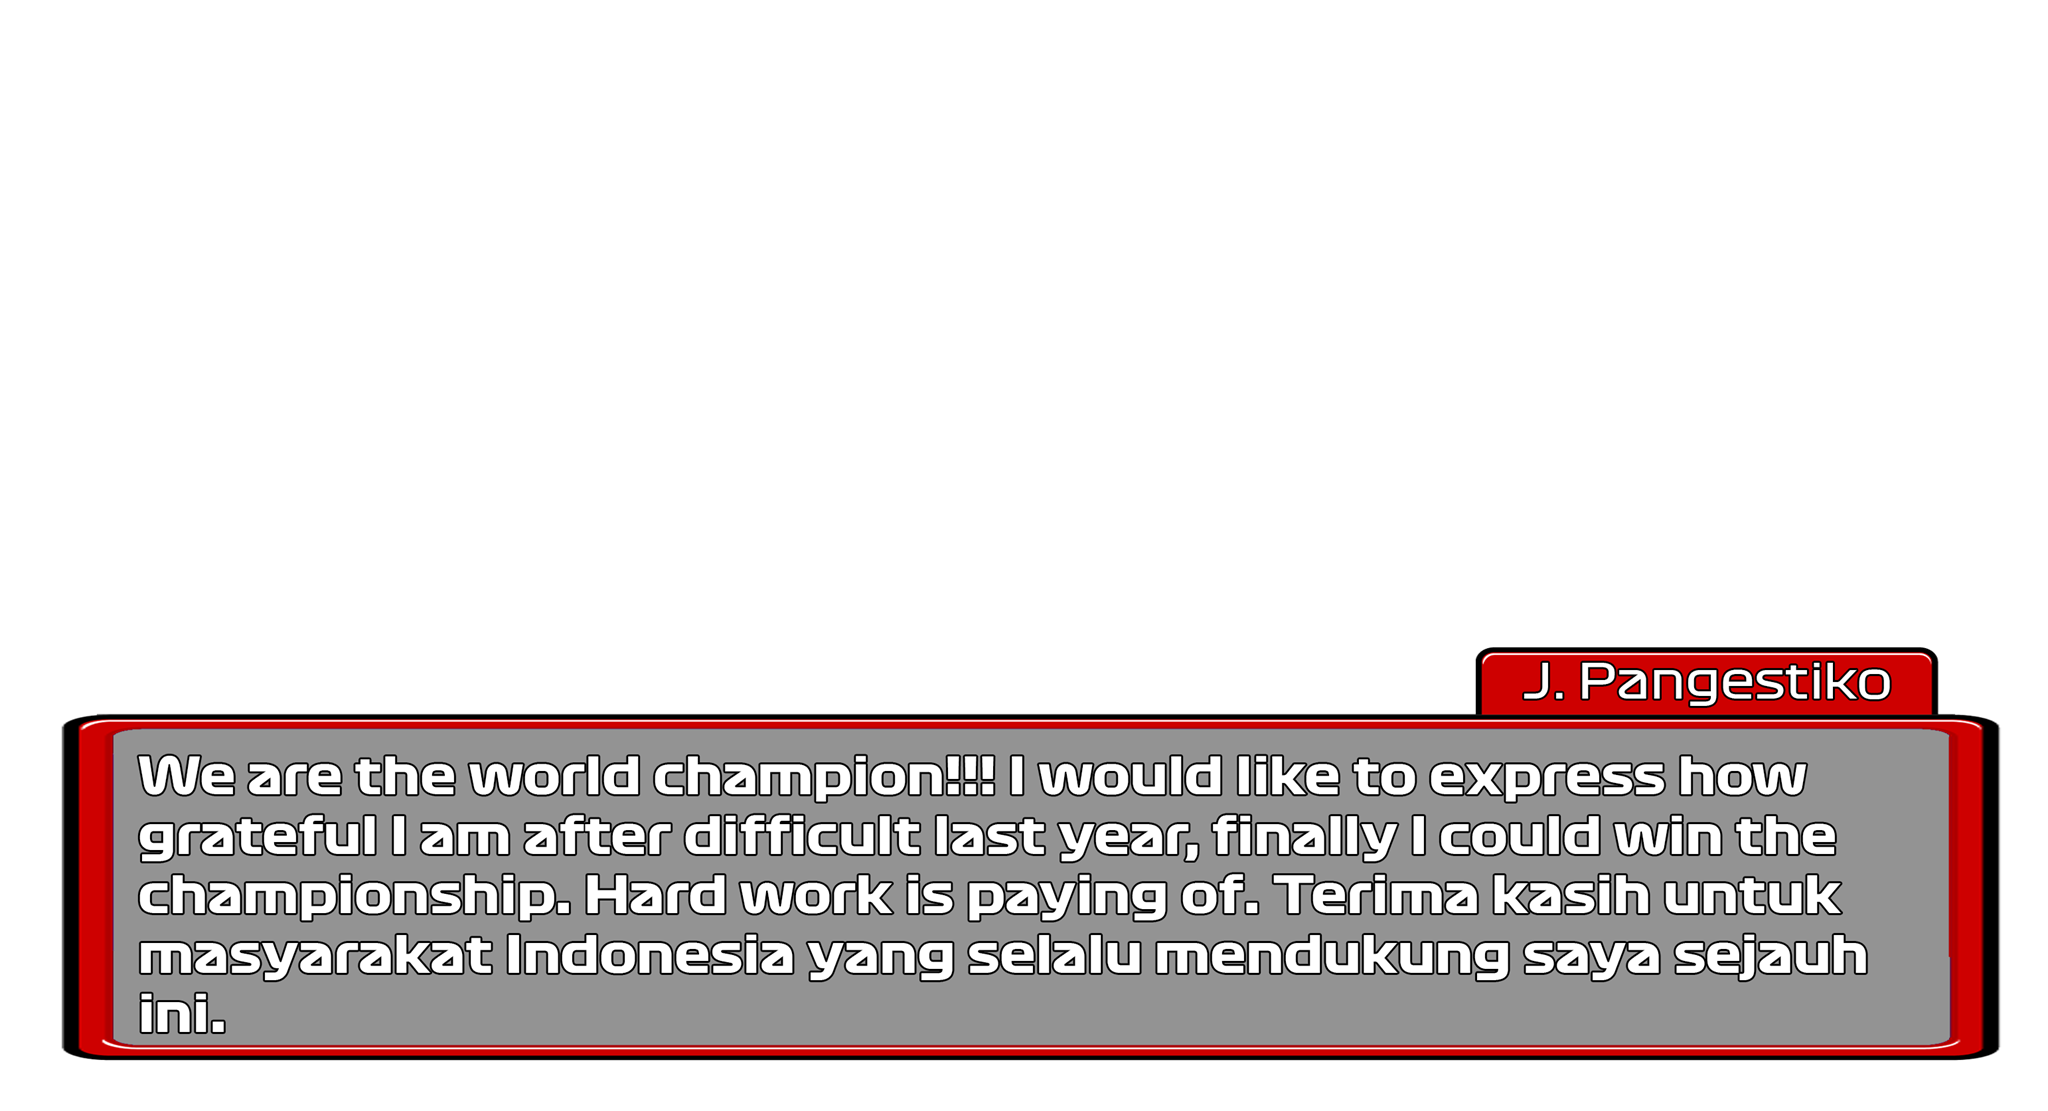 J. Pangestiko
We are the world champion!!! I would like to express how
grateful I am after difficult last year, finally I could win the
championship. Hard work is paying of. Terima kasih untuk
masyarakat Indonesia yang selalu mendukung saya sejauh
ini.